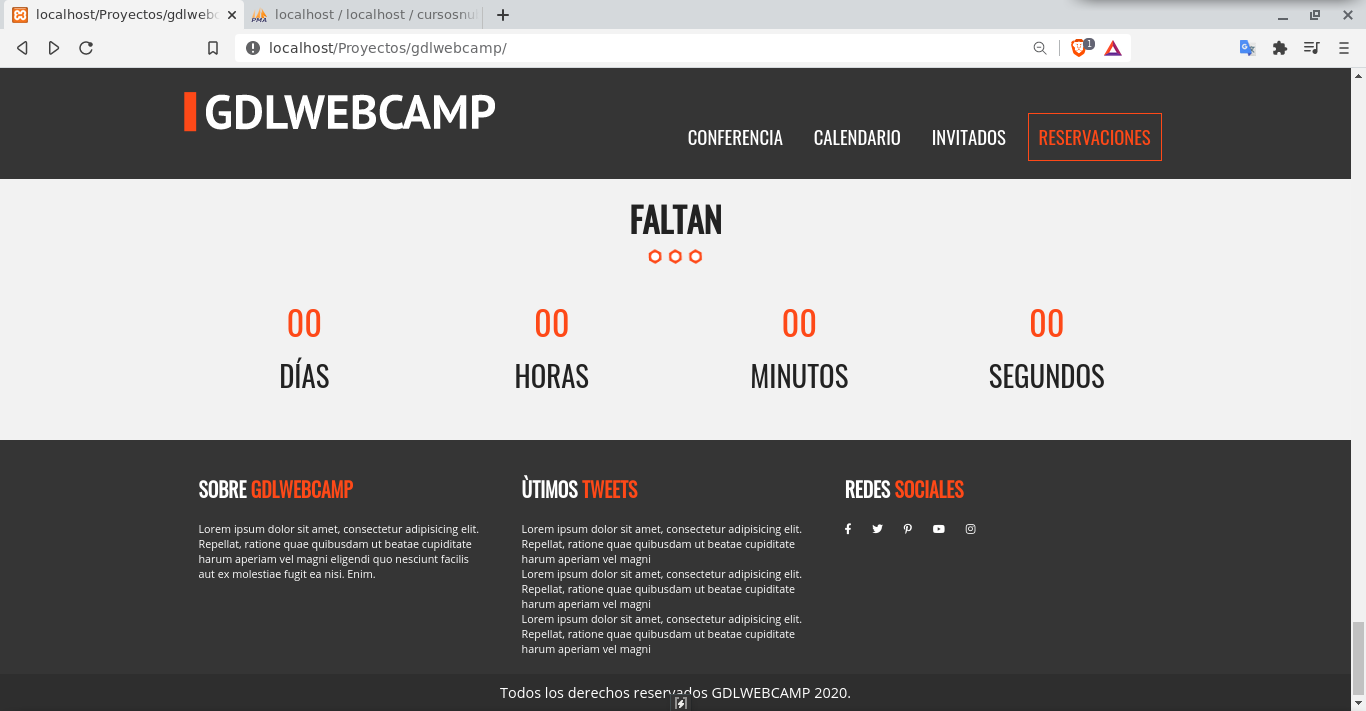 localhost/Proyectos/gdlwebc
localhost / localhost / cursosnu
localhost/Proyectos/gdlwebcamp/
1
GDLWEBCAMP
CONFERENCIA CALENDARIO INVITADOS RESERVACIONES
FALTAN
00 00 00 00
DÍAS HORAS MINUTOS SEGUNDOS
SOBRE GDLWEBCAMP
Lorem ipsum dolor sit amet, consectetur adipisicing elit.
Repellat, ratione quae quibusdam ut beatae cupiditate
harum aperiam vel magni eligendi quo nesciunt facilis
aut ex molestiae fugit ea nisi. Enim.
ÙTIMOS TWEETS
Lorem ipsum dolor sit amet, consectetur adipisicing elit.
Repellat, ratione quae quibusdam ut beatae cupiditate
harum aperiam vel magni
Lorem ipsum dolor sit amet, consectetur adipisicing elit.
Repellat, ratione quae quibusdam ut beatae cupiditate
harum aperiam vel magni
Lorem ipsum dolor sit amet, consectetur adipisicing elit.
Repellat, ratione quae quibusdam ut beatae cupiditate
harum aperiam vel magni
REDES SOCIALES
Todos los derechos reservados GDLWEBCAMP 2020.